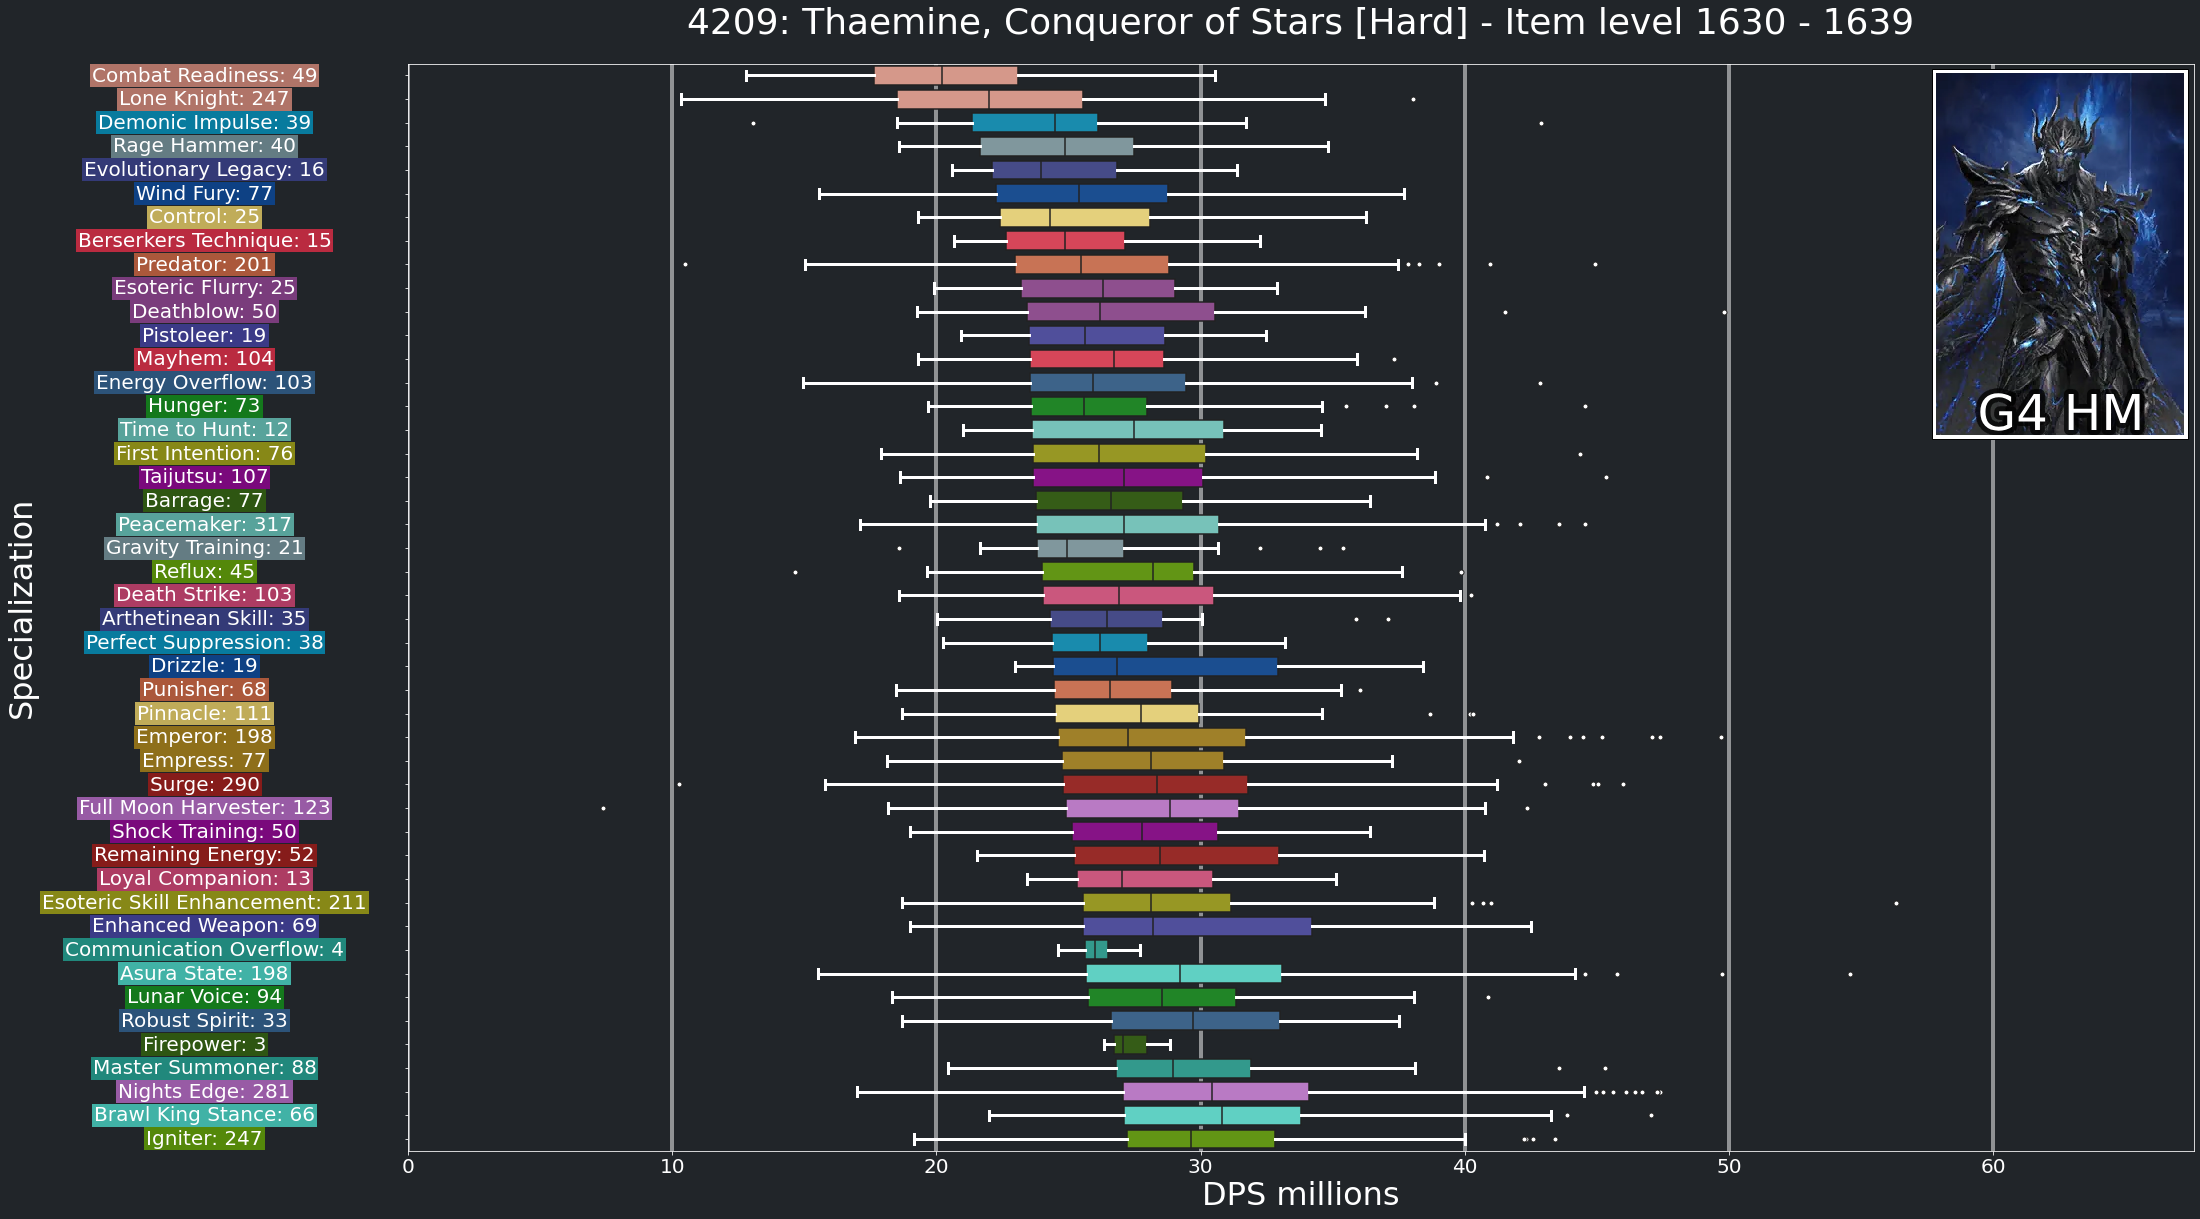 4209: Thaemine, Conqueror of Stars [Hard] - Item level 1630 - 1639
Combat Readiness: 49
Lone Knight: 247
Demonic Impulse: 39
Rage Hammer: 40
Evolutionary Legacy: 16
Wind Fury: 77
Control: 25
Berserkers Technique: 15
Predator: 201
Esoteric Flurry: 25
Deathblow: 50
Pistoleer: 19
Mayhem: 104
Energy Overflow: 103
Hunger: 73
Time to Hunt: 12
First Intention: 76
Taijutsu: 107
Barrage: 77
Peacemaker: 317
Gravity Training: 21
Reflux: 45
Death Strike: 103
Arthetinean Skill: 35
Perfect Suppression: 38
Drizzle: 19
Punisher: 68
Pinnacle: 111
Emperor: 198
Empress: 77
Surge: 290
Full Moon Harvester: 123
Shock Training: 50
Remaining Energy: 52
Loyal Companion: 13
Esoteric Skill Enhancement: 211
Enhanced Weapon: 69
Communication Overflow: 4
Asura State: 198
Lunar Voice: 94
Robust Spirit: 33
Firepower: 3
Master Summoner: 88
Nights Edge: 281
Brawl King Stance: 66
Igniter: 247
Specialization
G4 HM
0 10 20 30 40 50 60
DPS millions